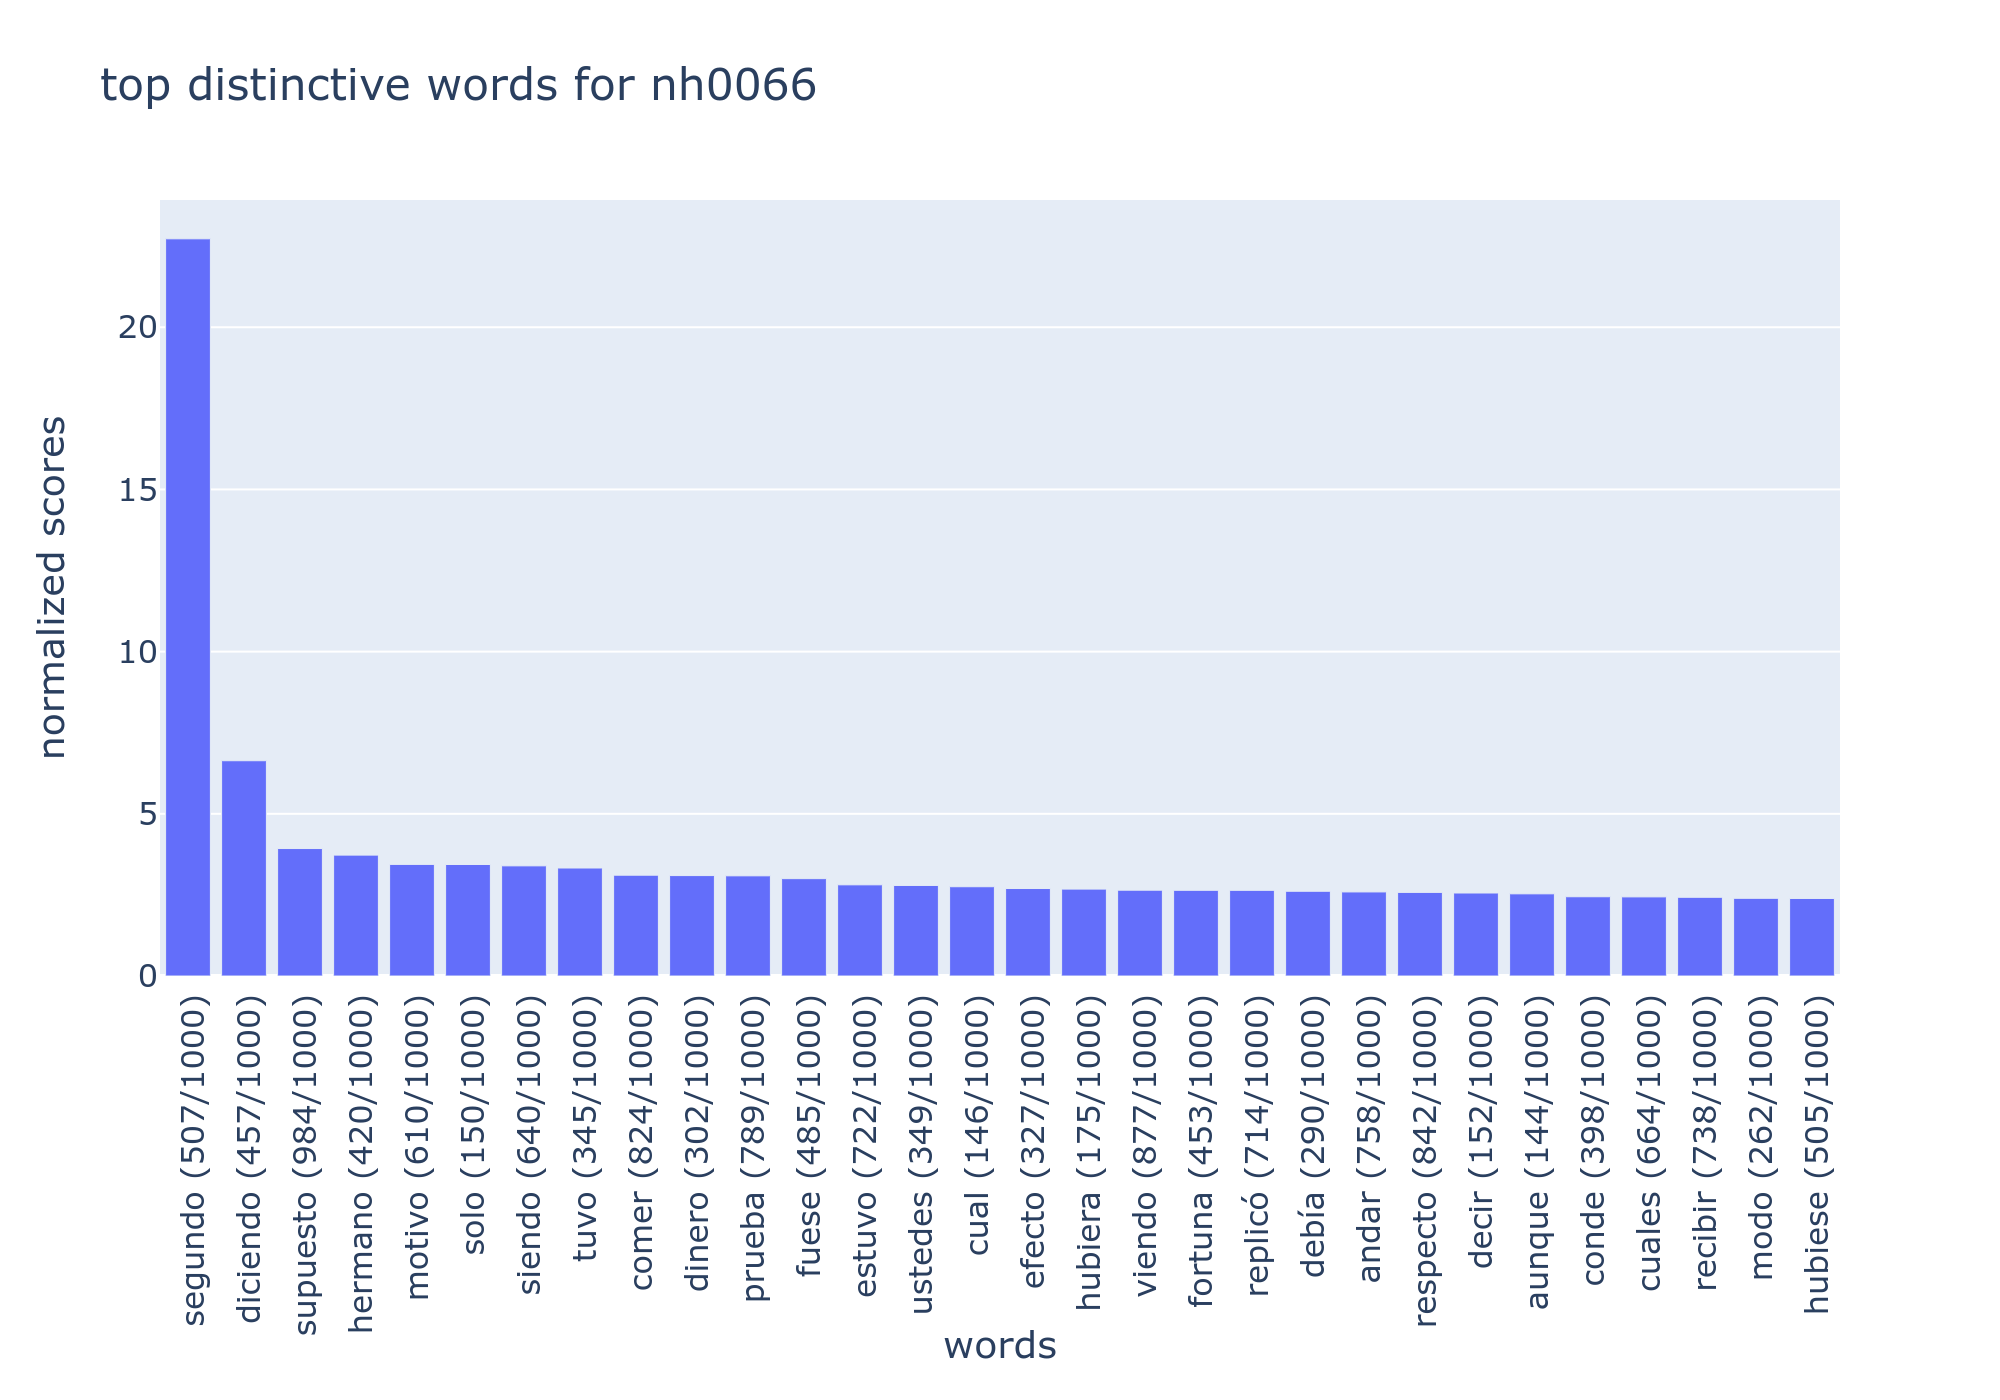 top distinctive words for nh0066
normalized scores
20
15
10
5
0
segundo (507/1000)
diciendo (457/1000)
supuesto (984/1000)
hermano (420/1000)
motivo (610/1000)
solo (150/1000)
siendo (640/1000)
tuvo (345/1000)
comer (824/1000)
dinero (302/1000)
prueba (789/1000)
fuese (485/1000)
estuvo (722/1000)
ustedes (349/1000)
cual (146/1000)
efecto (327/1000)
hubiera (175/1000)
viendo (877/1000)
fortuna (453/1000)
replicó (714/1000)
debía (290/1000)
andar (758/1000)
respecto (842/1000)
decir (152/1000)
aunque (144/1000)
conde (398/1000)
cuales (664/1000)
recibir (738/1000)
modo (262/1000)
hubiese (505/1000)
words